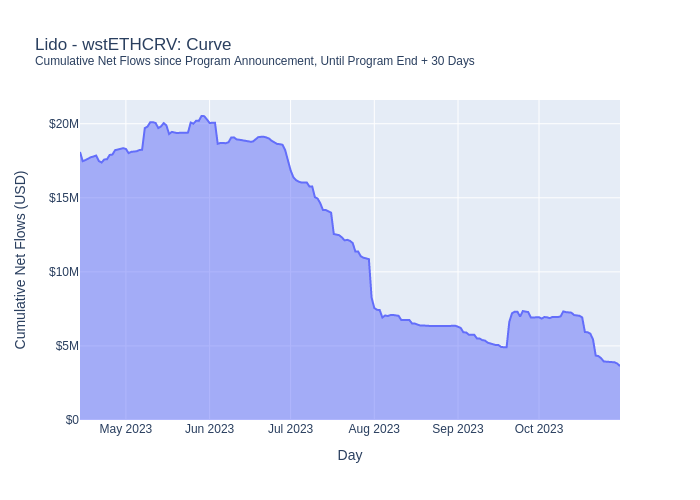 Lido - wstETHCRV: Curve
Cumulative Net Flows since Program Announcement, Until Program End + 30 Days
Cumulative Net Flows (USD)
$20M
$15M
$10M
$5M
$0
May 2023
Jun 2023
Jul 2023
Aug 2023
Sep 2023
Oct 2023
Day